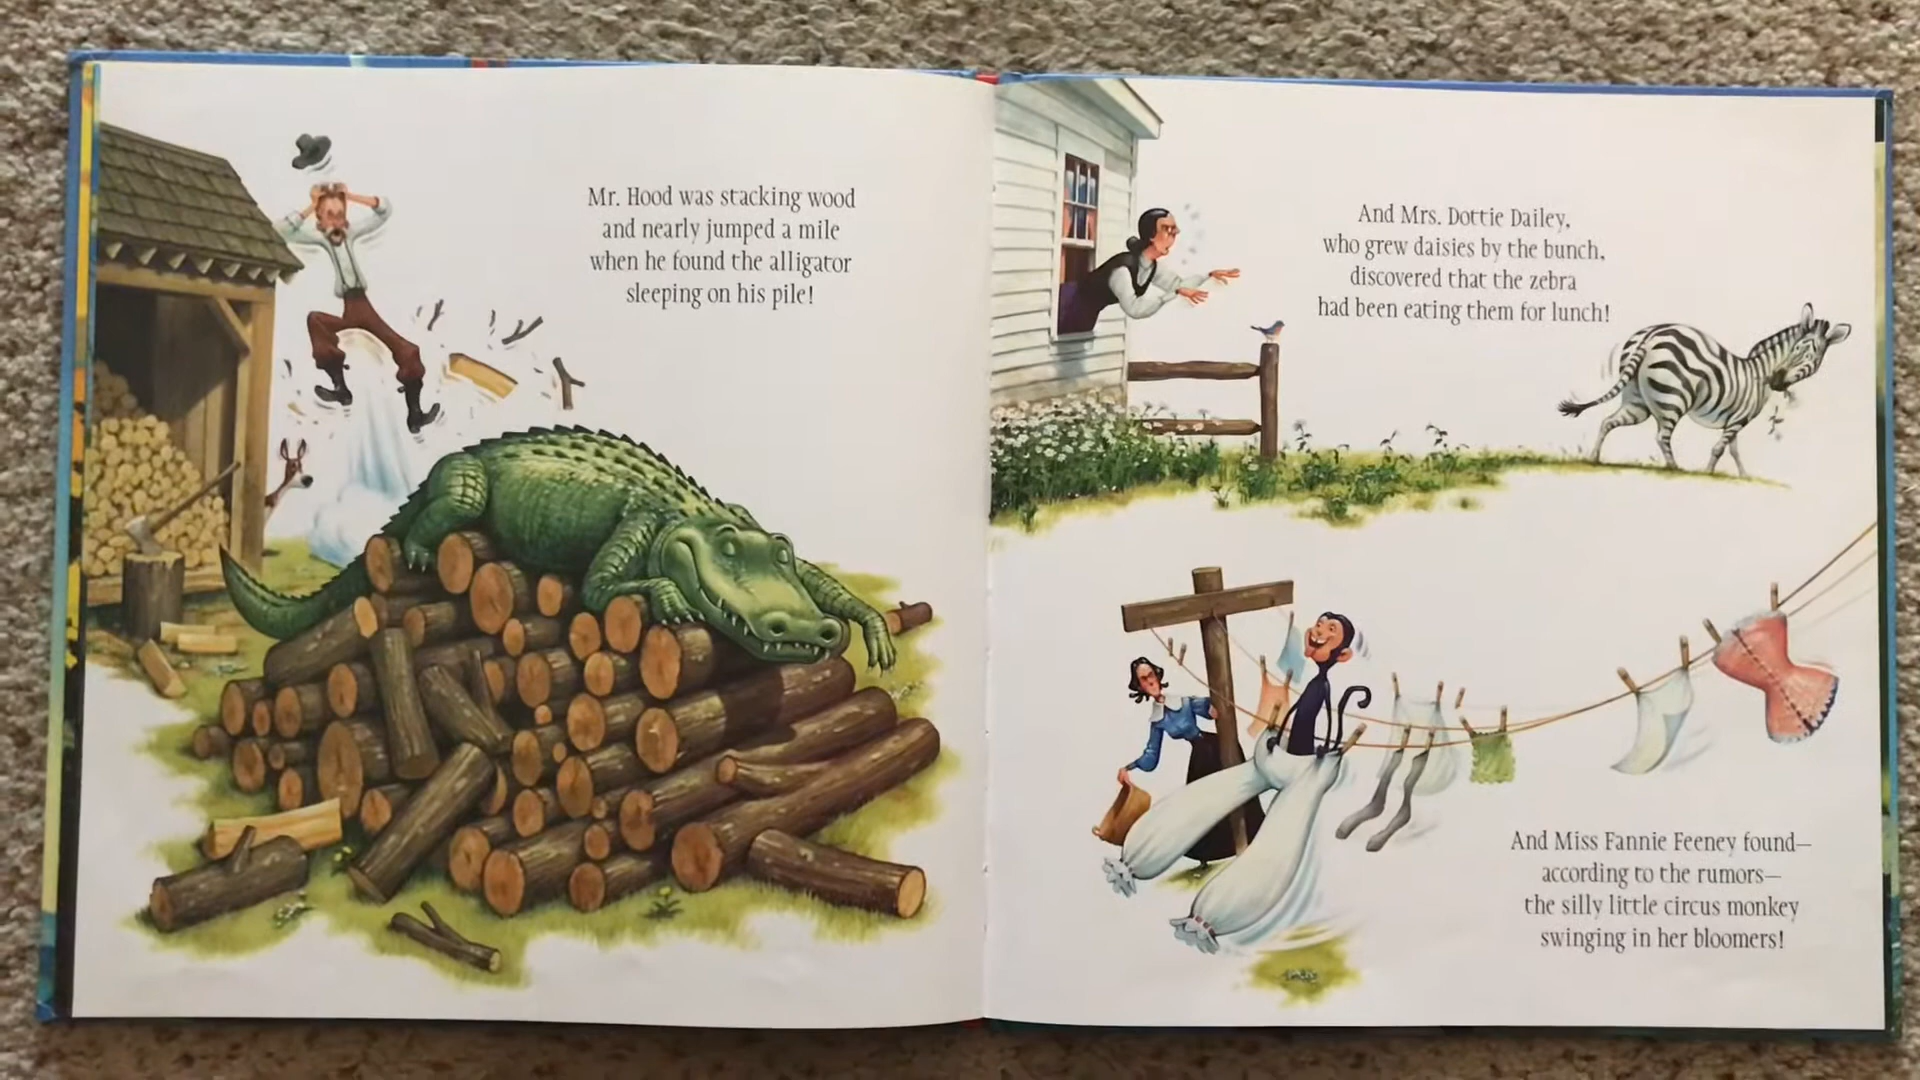 Mr. Hood was stacking wood
and nearly jumped a mile
when he found the alligator
sleeping on his pile!
And Mrs. Dottie Dailey,
who grew daisies by the bunch,
discovered that the zebra
had been eating them for lunch!
And Miss Fannie Feeney found—
according to the rumors—
the silly little circus monkey
swinging in her bloomers!